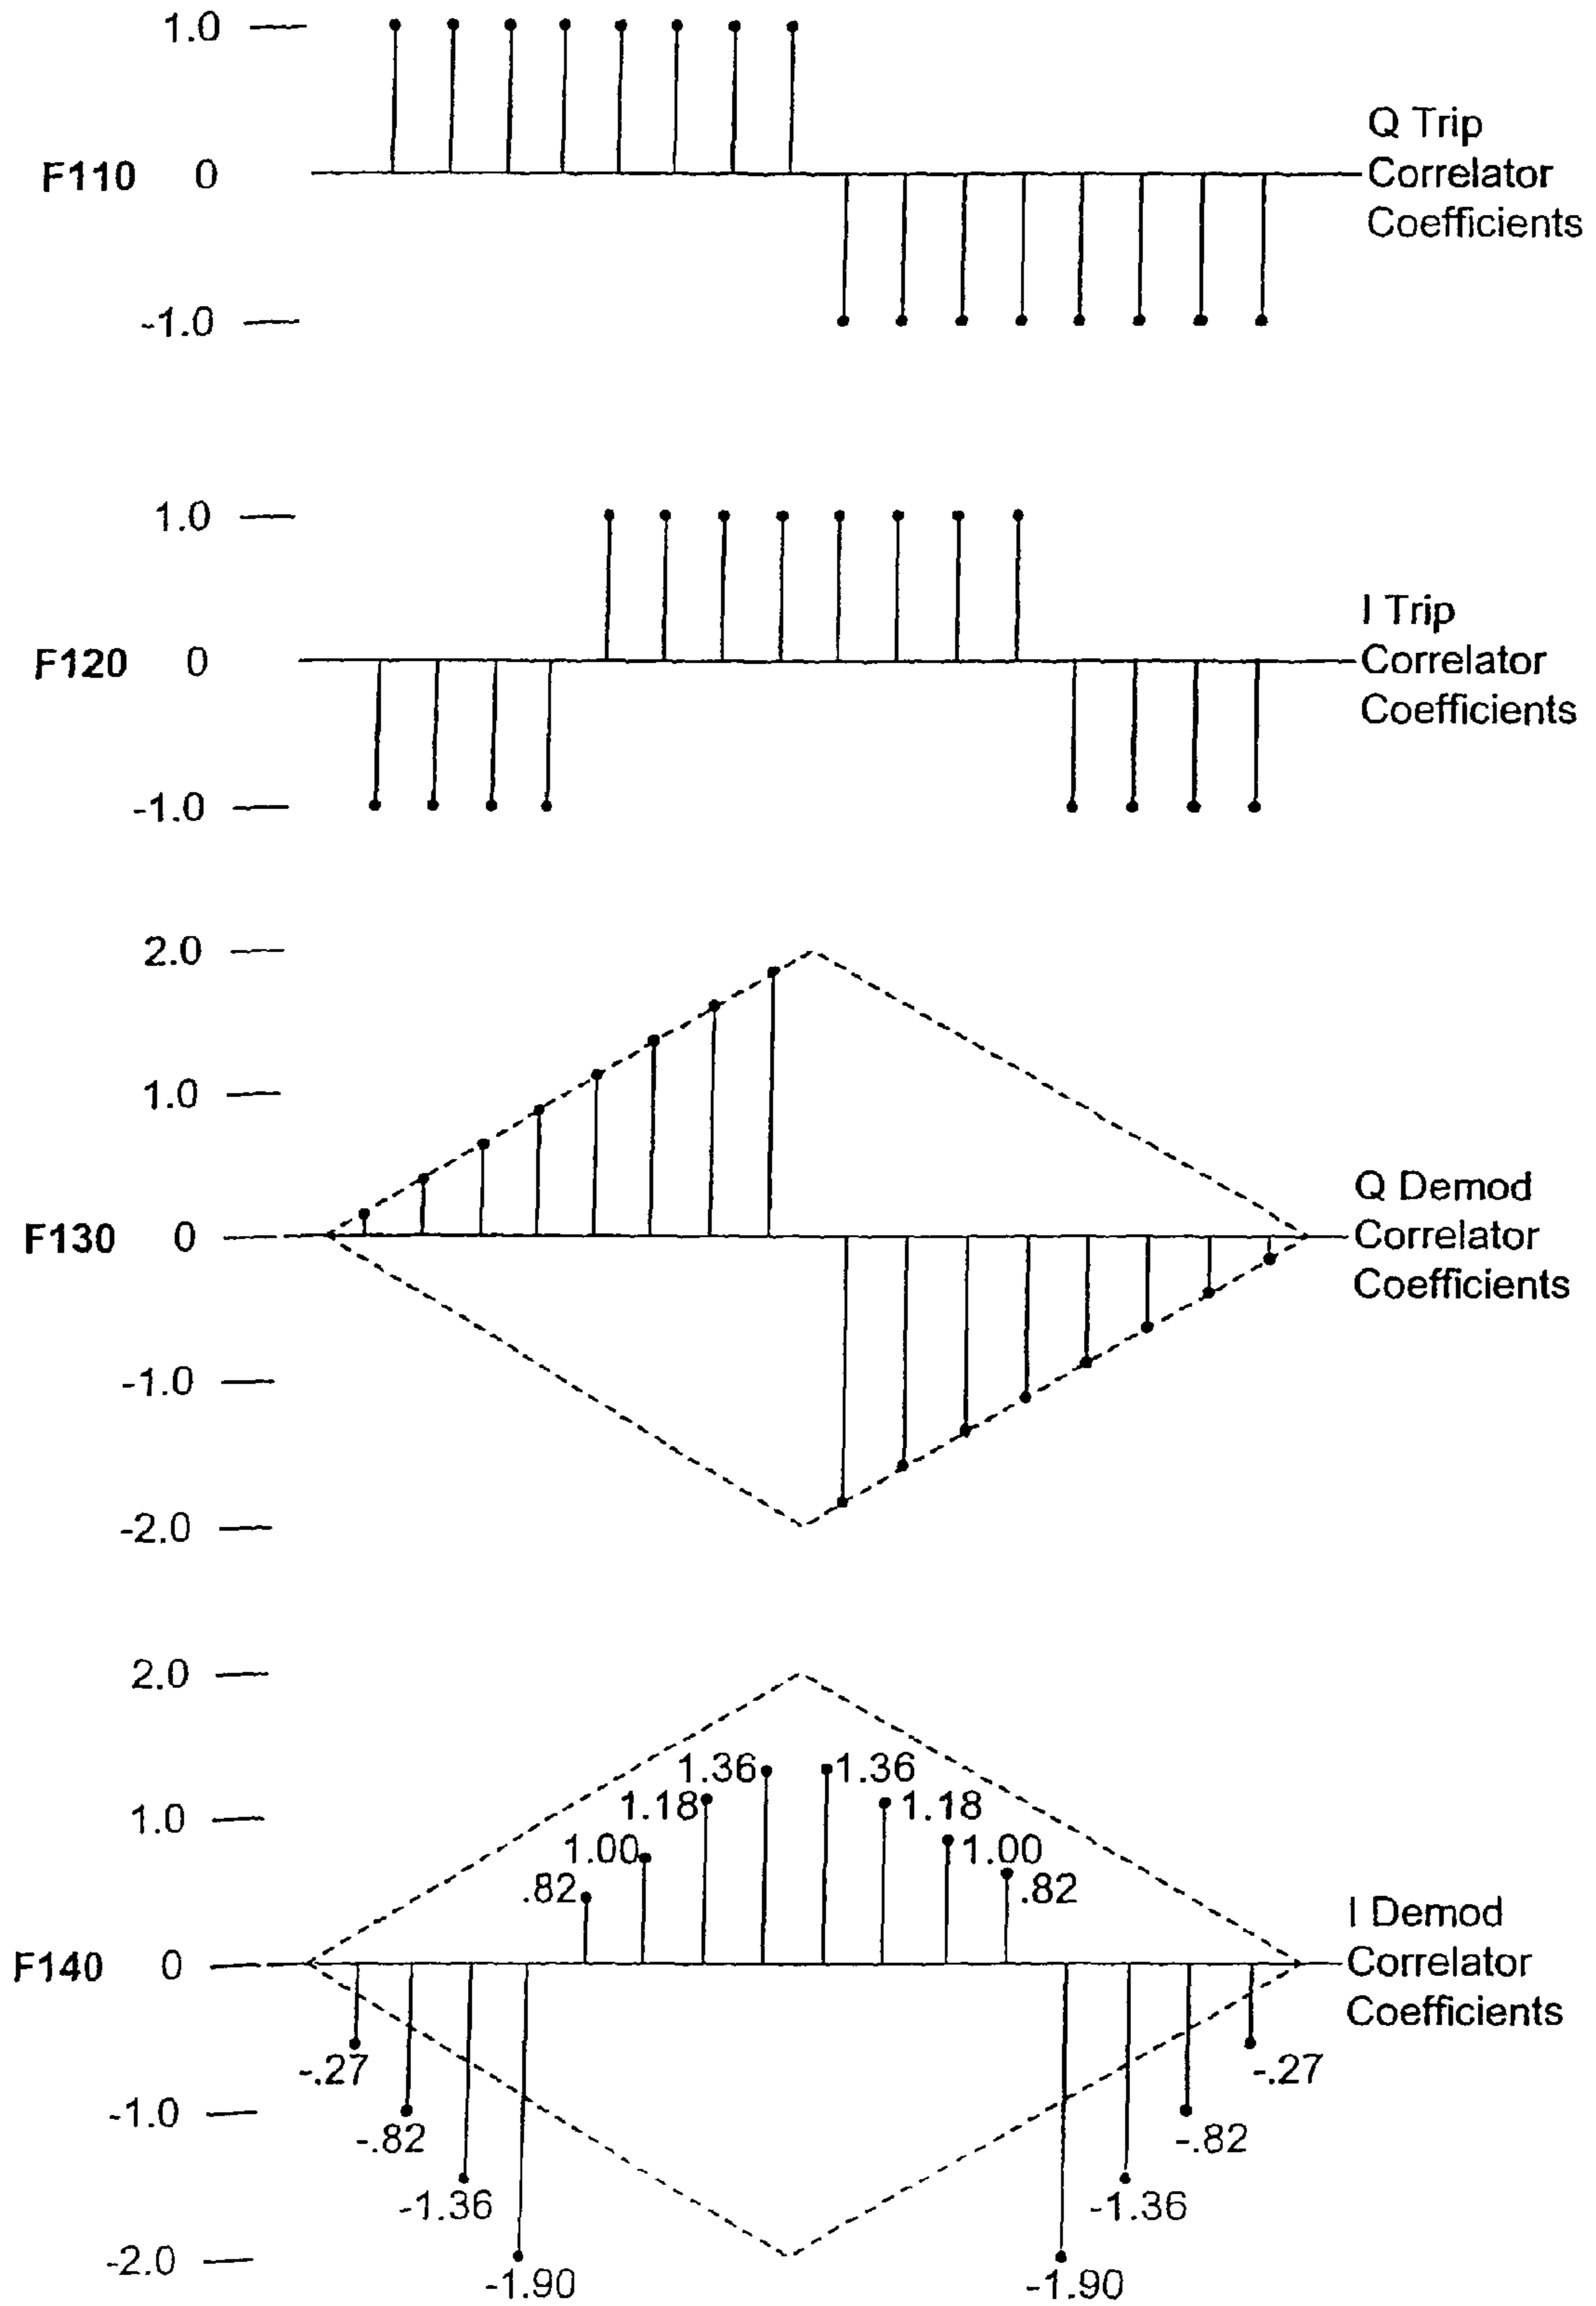 1.0
Q Trip
F110 0 Correlator
Coefficients
-1.0
1.0
I Trip
F120 0 Correlator
Coefficients
-1.0
2.0
1.0
Q Demod
F130 0 Correlator
Coefficients
-1.0
-2.0
2.0
1.36 1.36
1.0 1.18 1.18
1.00 1.00
.82 .82
I Demod
F140 0 Correlator
Coefficients
-.27 -.27
-1.0
-.82 -.82
-1.36 -1.36
-2.0
-1.90 -1.90